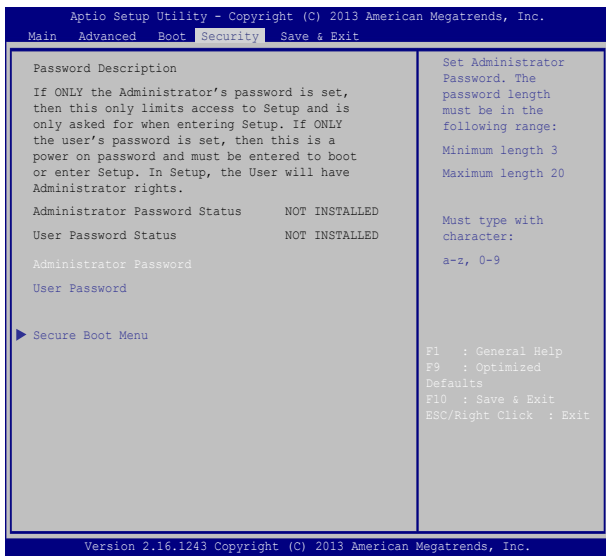 Aptio Setup Utility - Copyright (C) 2013 American Megatrends, Inc.
Main Advanced Boot Security Save & Exit
Password Description
If ONLY the Administrator's password is set,
then this only limits access to Setup and is
only asked for when entering Setup. If ONLY
the user's password is set, then this is a
power on password and must be entered to boot
or enter Setup. In Setup, the User will have
Administrator rights.
Administrator Password Status NOT INSTALLED
User Password Status NOT INSTALLED
Administrator Password
User Password
Secure Boot Menu
Set Administrator
Password. The
password length
must be in the
following range:
Minimum length 3
Maximum length 20
Must type with
character:
a-z, 0-9
F1 : General Help
F9 : Optimized
Defaults
F10 : Save & Exit
ESC/Right Click : Exit
Version 2.16.1243 Copyright (C) 2013 American Megatrends, Inc.